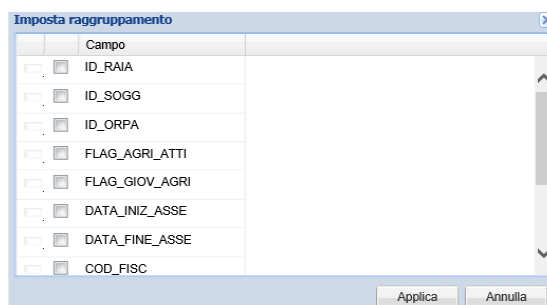 Imposta raggruppamento
Campo
ID_RAIA
ID_SOGG
ID_ORPA
FLAG_AGRI_ATTI
FLAG_GIOV_AGRI
DATA_INIZ_ASSE
DATA_FINE_ASSE
COD_FISC
Applica Annulla